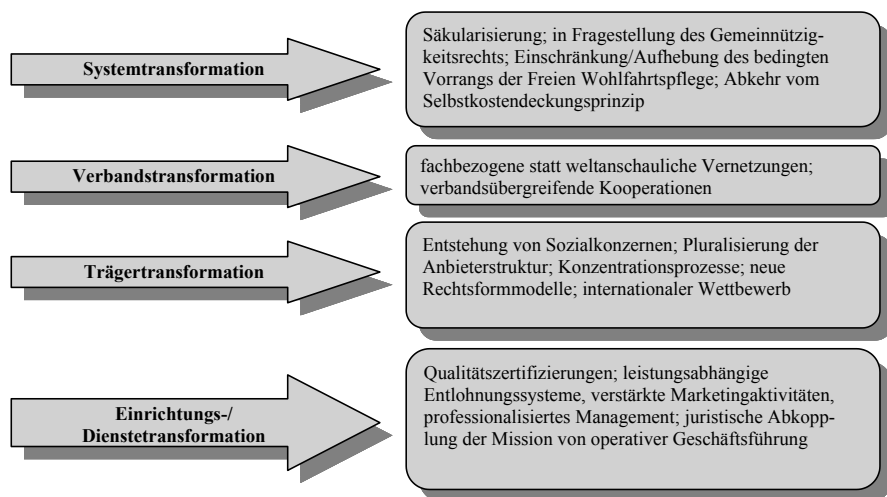 Systemtransformation
Säkularisierung; in Fragestellung des Gemeinnützig-
keitsrechts; Einschränkung/Aufhebung des bedingten
Vorrangs der Freien Wohlfahrtspflege; Abkehr vom
Selbstkostendeckungsprinzip
Verbandstransformation
fachbezogene statt weltanschauliche Vernetzungen;
verbandsübergreifende Kooperationen
Trägertransformation
Entstehung von Sozialkonzernen; Pluralisierung der
Anbieterstruktur; Konzentrationsprozesse; neue
Rechtsformmodelle; internationaler Wettbewerb
Einrichtungs-/
Dienstetransformation
Qualitätszertifizierungen; leistungsabhängige
Entlohnungssysteme, verstärkte Marketingaktivitäten,
professionalisiertes Management; juristische Abkopp-
lung der Mission von operativer Geschäftsführung